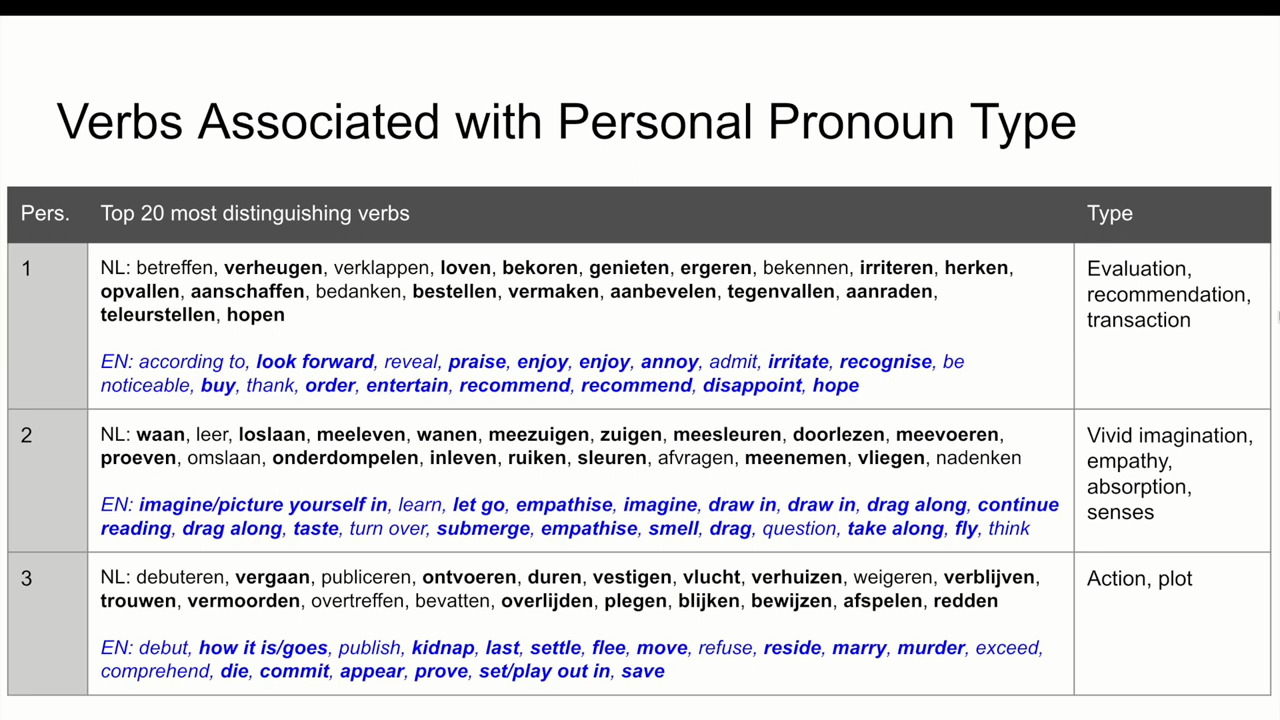 Verbs Associated with Personal Pronoun Type
Pers.
Top 20 most distinguishing verbs
Type
1
NL: betreffen, verheugen, verklappen, loven, bekoren, genieten, ergeren, bekennen, irriteren, herken,
opvallen, aanschaffen, bedanken, bestellen, vermaken, aanbevelen, tegenvallen, aanraden,
teleurstellen, hopen
EN: according to, look forward, reveal, praise, enjoy, enjoy, annoy, admit, irritate, recognise, be
noticeable, buy, thank, order, entertain, recommend, recommend, disappoint, hope
Evaluation,
recommendation,
transaction
2
NL: waan, leer, loslaan, meeleven, wanen, meezuigen, zuigen, meesleuren, doorlezen, meevoeren,
proeven, omslaan, onderdompelen, inleven, ruiken, sleuren, afvragen, meenemen, vliegen, nadenken
EN: imagine/picture yourself in, learn, let go, empathise, imagine, draw in, draw in, drag along, continue
reading, drag along, taste, turn over, submerge, empathise, smell, drag, question, take along, fly, think
Vivid imagination,
empathy,
absorption,
senses
3
NL: debuteren, vergaan, publiceren, ontvoeren, duren, vestigen, vlucht, verhuizen, weigeren, verblijven,
trouwen, vermoorden, overtreffen, bevatten, overlijden, plegen, blijken, bewijzen, afspelen, redden
EN: debut, how it is/goes, publish, kidnap, last, settle, flee, move, refuse, reside, marry, murder, exceed,
comprehend, die, commit, appear, prove, set/play out in, save
Action, plot